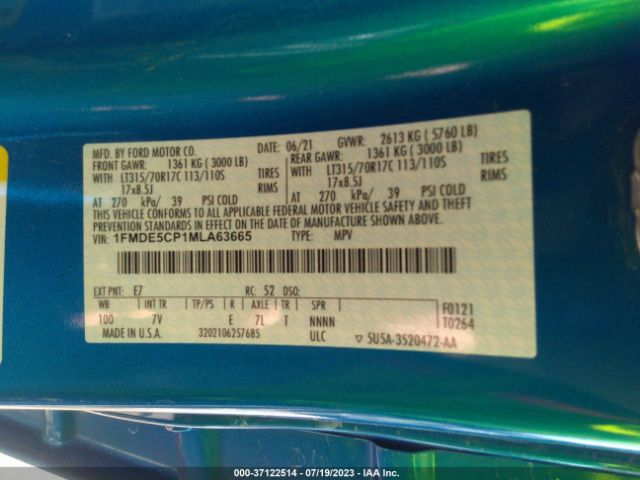 MFD. BY FORD MOTOR CO. DATE: 06/21 GVWR: 2613 KG ( 5760 LB)
FRONT GAWR: 1361 KG ( 3000 LB) REAR GAWR: 1361 KG ( 3000 LB)
WITH LT315/70R17C 113/110S TIRES WITH LT315/70R17C 113/110S TIRES
17x8.5J RIMS 17x8.5J RIMS
AT 270 kPa/ 39 PSI COLD AT 270 kPa/ 39 PSI COLD
THIS VEHICLE CONFORMS TO ALL APPLICABLE FEDERAL MOTOR VEHICLE SAFETY AND THEFT
PREVENTION STANDARDS IN EFFECT ON THE DATE OF MANUFACTURE SHOWN ABOVE.
VIN: 1FMDE5CP1MLA63665 TYPE: MPV
EXT PNT: E7 RC: 52 DSO:
WB INT TR TP/PS R AXLE TR SPR F0121
100 7V E 7L T NNNN T0264
MADE IN U.S.A. 3202106257685 ULC 5U5A-3520472-AA
000-37122514 - 07/19/2023 - IAA Inc.